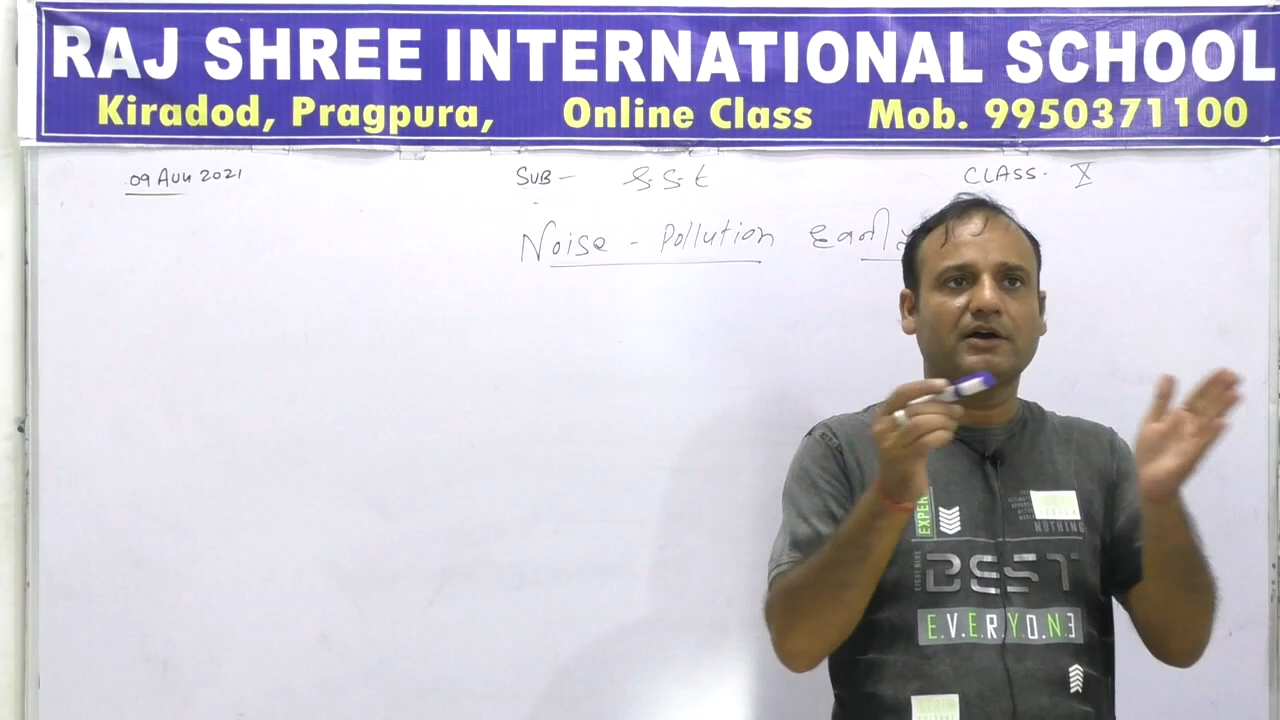 RAJ SHREE INTERNATIONAL SCHOOL
Kiradod, Pragpura, Online Class Mob. 9950371100
09 AUG 2021 SUB - S.S.t CLASS. X
Noise - Pollution
EXPER
NOTHING
BEST
E.V.E.R.Y.O.N.E